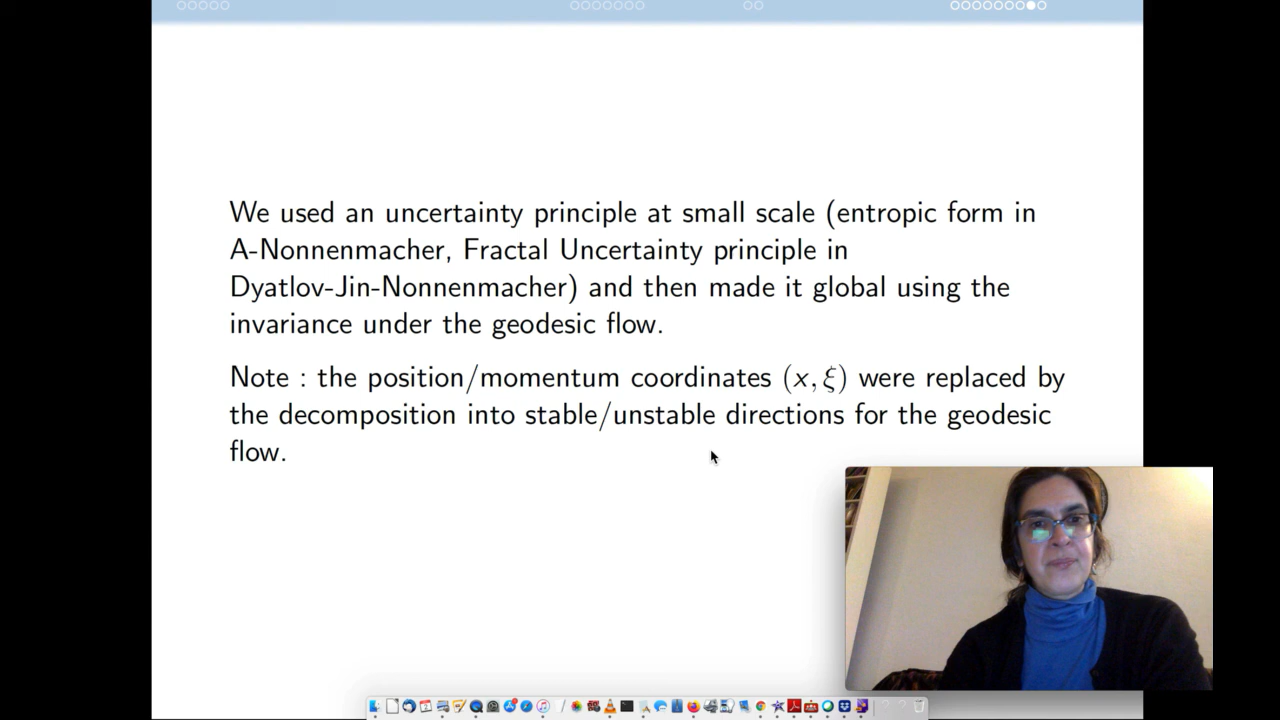 We used an uncertainty principle at small scale (entropic form in
A-Nonnenmacher, Fractal Uncertainty principle in
Dyatlov-Jin-Nonnenmacher) and then made it global using the
invariance under the geodesic flow.
Note : the position/momentum coordinates (x, ξ) were replaced by
the decomposition into stable/unstable directions for the geodesic
flow.